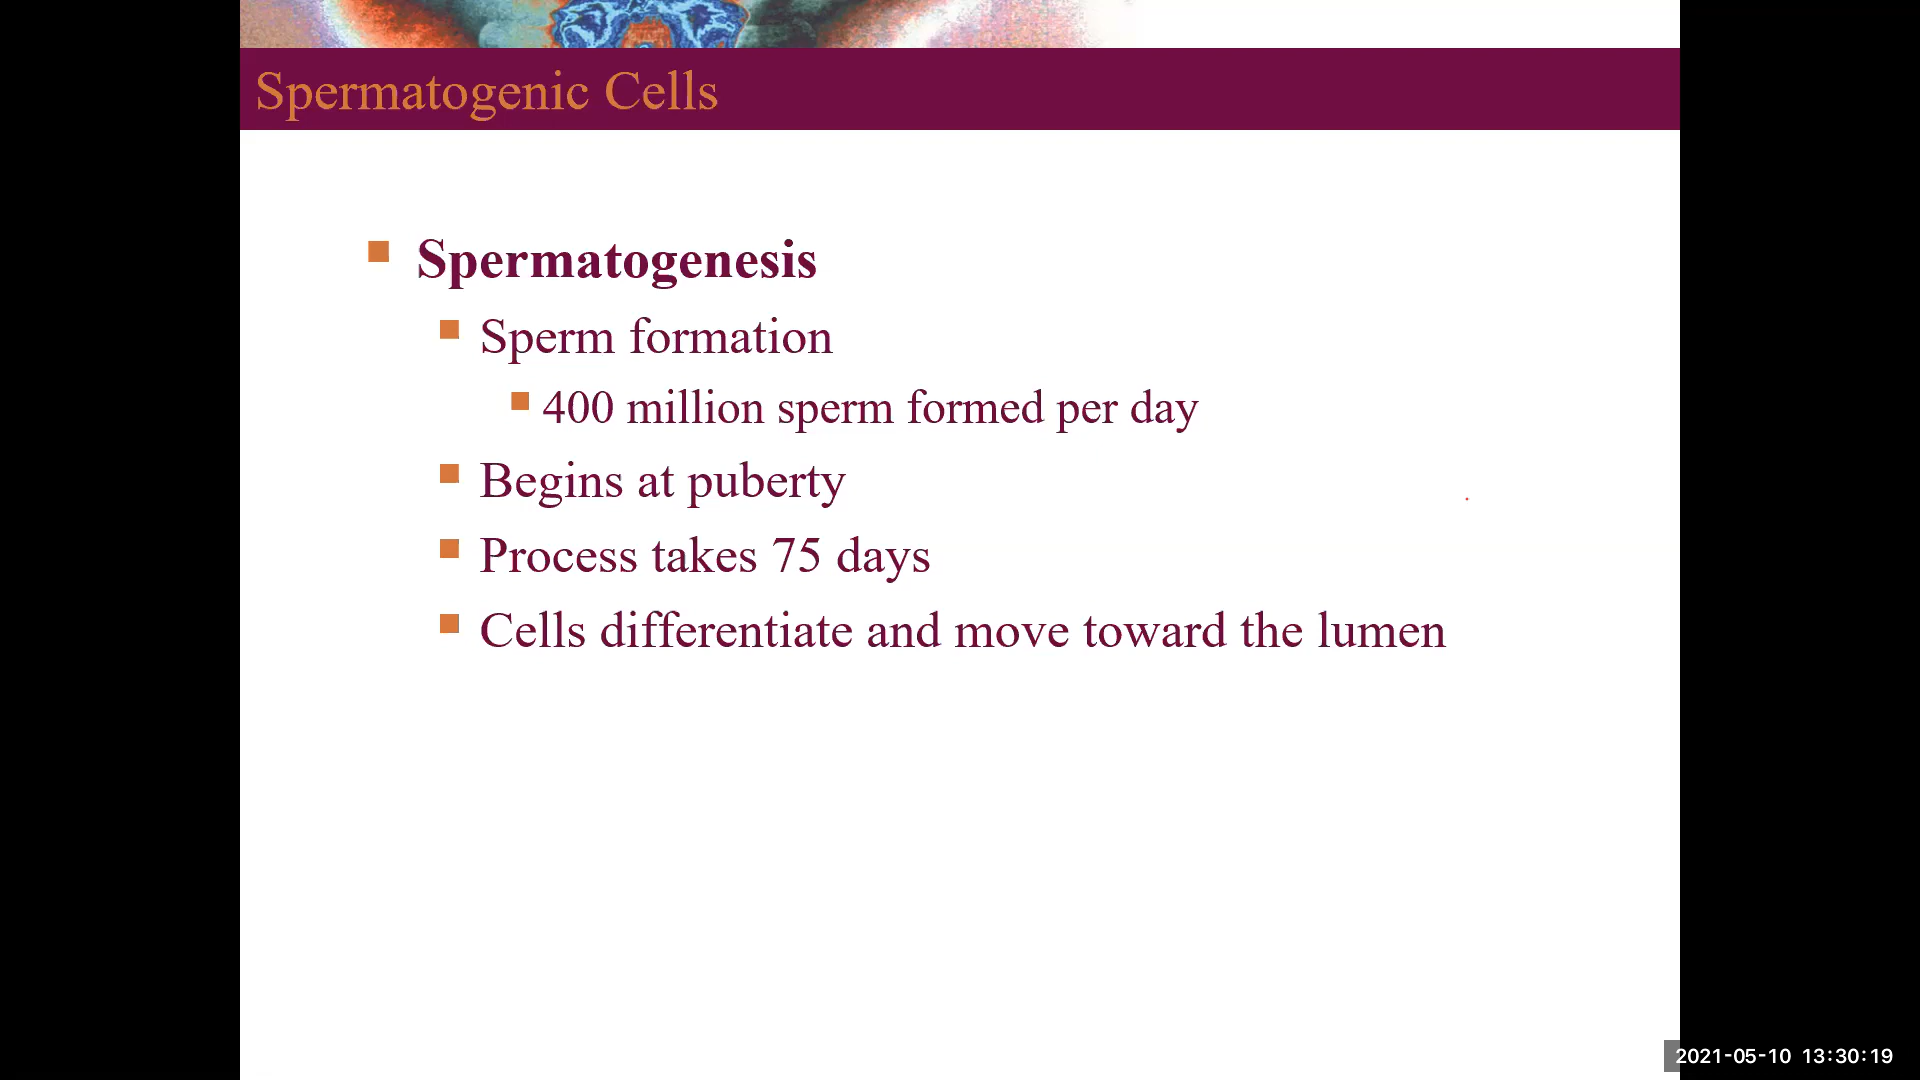 Spermatogenic Cells
Spermatogenesis
Sperm formation
400 million sperm formed per day
Begins at puberty
Process takes 75 days
Cells differentiate and move toward the lumen
2021-05-10 13:30:19